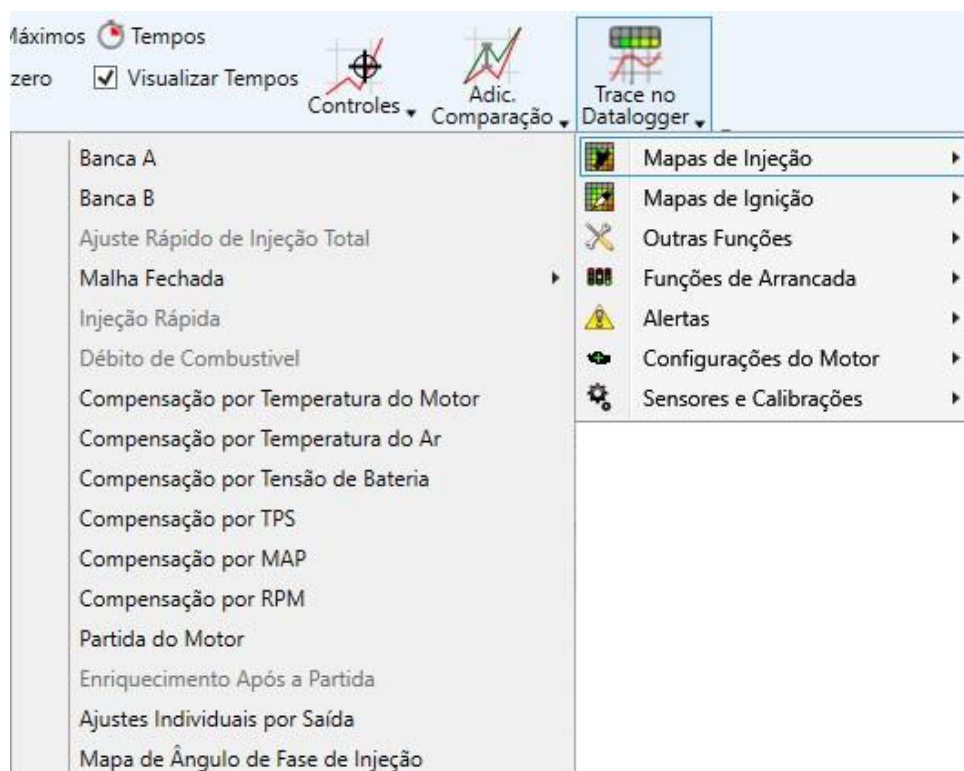 Máximos Tempos
zero Visualizar Tempos
Controles
Adic.
Comparação
Trace no
Datalogger
Banca A
Banca B
Ajuste Rápido de Injeção Total
Malha Fechada
Injeção Rápida
Débito de Combustivel
Compensação por Temperatura do Motor
Compensação por Temperatura do Ar
Compensação por Tensão de Bateria
Compensação por TPS
Compensação por MAP
Compensação por RPM
Partida do Motor
Enriquecimento Após a Partida
Ajustes Individuais por Saída
Mapa de Ângulo de Fase de Injeção
Mapas de Injeção
Mapas de Ignição
Outras Funções
Funções de Arrancada
Alertas
Configurações do Motor
Sensores e Calibrações